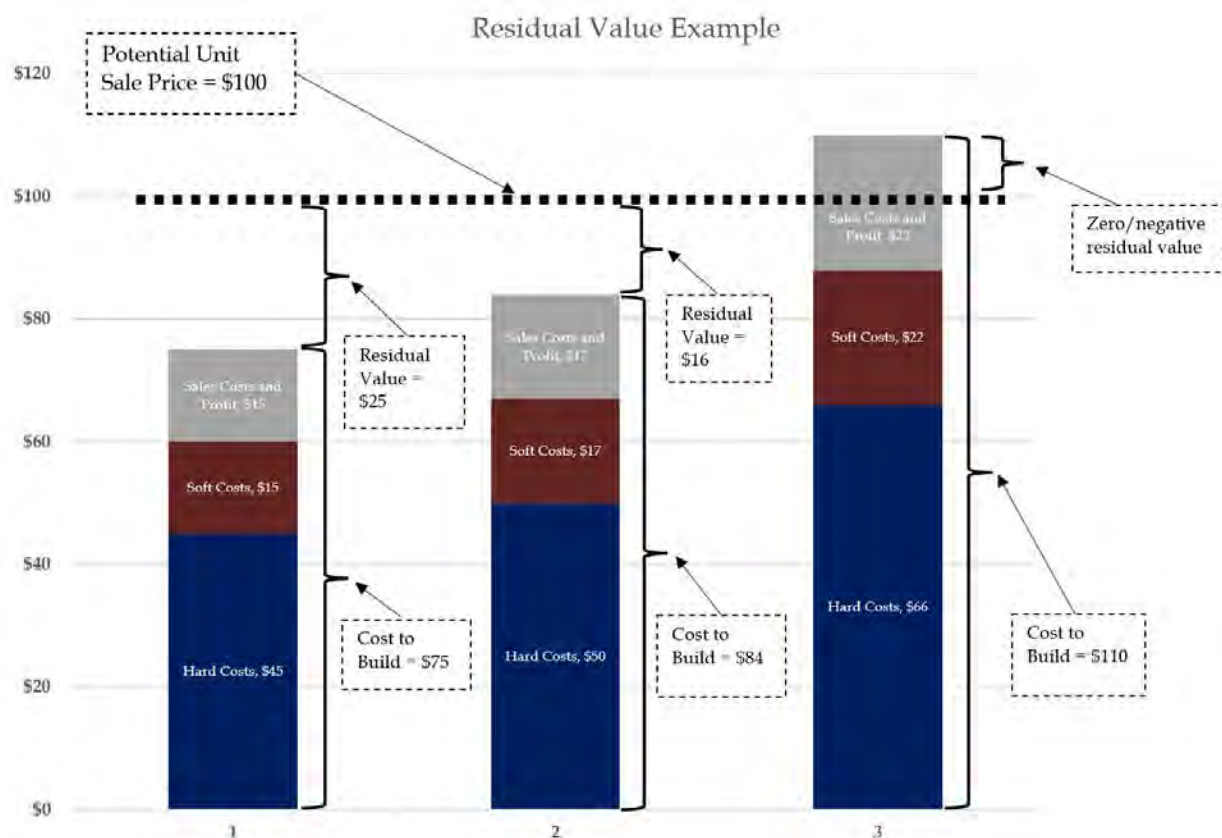 Residual Value Example
Potential Unit
Sale Price = $100
$120
$100
$80
$60
$40
$20
$0
Sales Costs and
Profit, $15
Soft Costs, $15
Hard Costs, $45
Residual
Value =
$25
Cost to
Build = $75
Sales Costs and
Profit, $17
Soft Costs, $17
Hard Costs, $50
Residual
Value =
$16
Cost to
Build = $84
Sales Costs and
Profit, $22
Soft Costs, $22
Hard Costs, $66
Zero/negative
residual value
Cost to
Build = $110
1
2
3